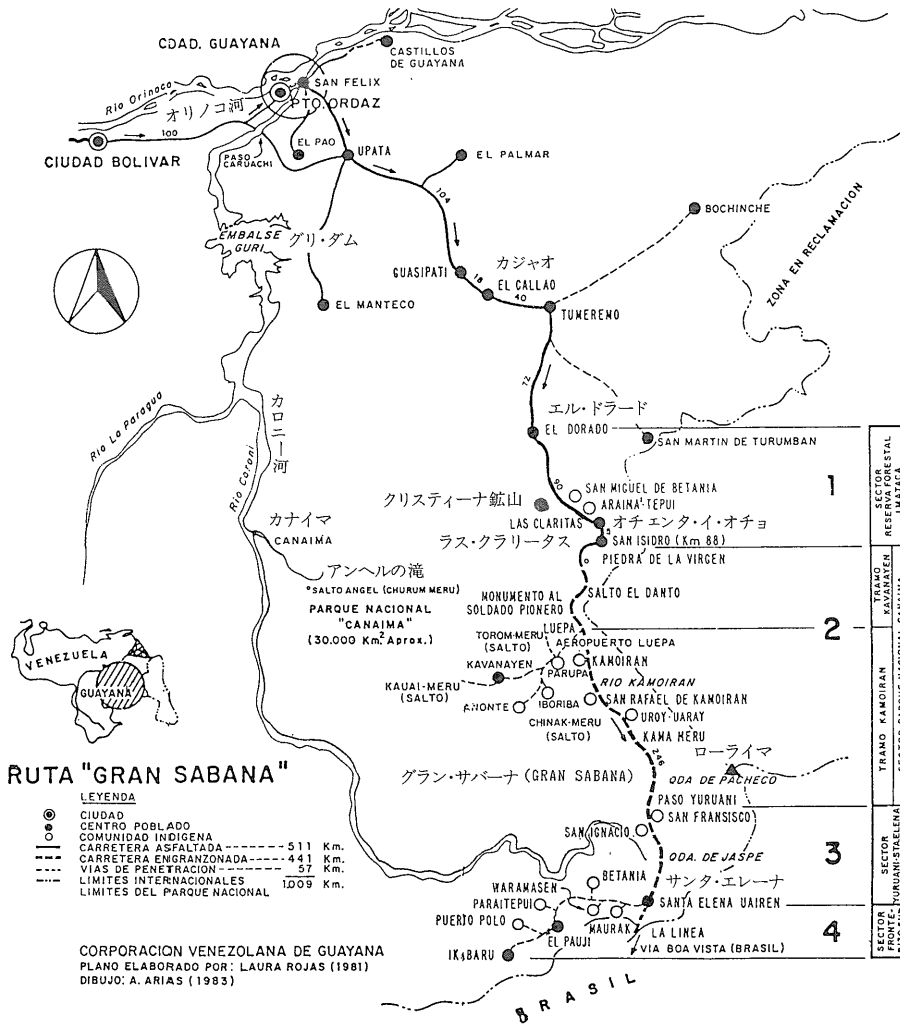 CDAD. GUAYANA
CASTILLOS
DE GUAYANA
SAN FELIX
PTO. ORDAZ
Rio Orinoco
オリノコ河
100
CIUDAD BOLIVAR
PASO
CARUACHI
EL PAO
UPATA
EL PALMAR
104
BOCHINCHE
ZONA EN RECLAMACION
EMBALSE
GURI
グリ・ダム
GUASIPATI
18
カジャオ
EL CALLAO
40
TUMEREMO
EL MANTECO
72
Rio La Paragua
カロニー河
Rio Caroni
エル・ドラード
EL DORADO
SAN MARTIN DE TURUMBAN
90
SAN MIGUEL DE BETANIA
ARAIMA-TEPUI
クリスティーナ鉱山
LAS CLARITAS
オチェンタ・イ・オチョ
5
ラス・クラリータス
SAN ISIDRO (Km 88)
PIEDRA DE LA VIRGEN
カナイマ
CANAIMA
アンヘルの滝
SALTO ANGEL (CHURUM MERU)
PARQUE NACIONAL
"CANAIMA"
(30.000 Km² Aprox.)
SALTO EL DANTO
MONUMENTO AL
SOLDADO PIONERO
LUEPA
TOROM-MERU
(SALTO)
AEROPUERTO LUEPA
KAVANAYEN
PARUPA
KAMOIRAN
KAUAI-MERU
(SALTO)
RIO KAMOIRAN
IBORIBA
SAN RAFAEL DE KAMOIRAN
CHINAK-MERU
(SALTO)
UROY-UARAY
KAMA MERU
246
ローライマ
グラン・サバーナ (GRAN SABANA)
QDA. DE PACHECO
PASO YURUANI
SAN FRANSISCO
SAN IGNACIO
QDA. DE JASPE
サンタ・エレーナ
BETANIA
WARAMASEN
PARAITEPUI
SANTA ELENA UAIREN
PUERTO POLO
MAURAK
EL PAUJI
LA LINEA
VIA BOA VISTA (BRASIL)
BRASIL
1
2
3
4
SECTOR
RESERVA FORESTAL
IMATACA
TRAMO
KAVANAYEN
TRAMO KAMOIRAN
SECTOR PARQUE NACIONAL CANAIMA
SECTOR
YURUANI-STA. ELENA
SECTOR
FRONTE-
VENEZUELA
GUAYANA
RUTA "GRAN SABANA"
LEYENDA
CIUDAD
CENTRO POBLADO
COMUNIDAD INDIGENA
CARRETERA ASFALTADA --------- 511 Km.
CARRETERA ENGRANZONADA ---- 441 Km.
VIAS DE PENETRACION -------- 57 Km.
LIMITES INTERNACIONALES 1009 Km.
LIMITES DEL PARQUE NACIONAL
CORPORACION VENEZOLANA DE GUAYANA
PLANO ELABORADO POR: LAURA ROJAS (1981)
DIBUJO: A. ARIAS (1983)